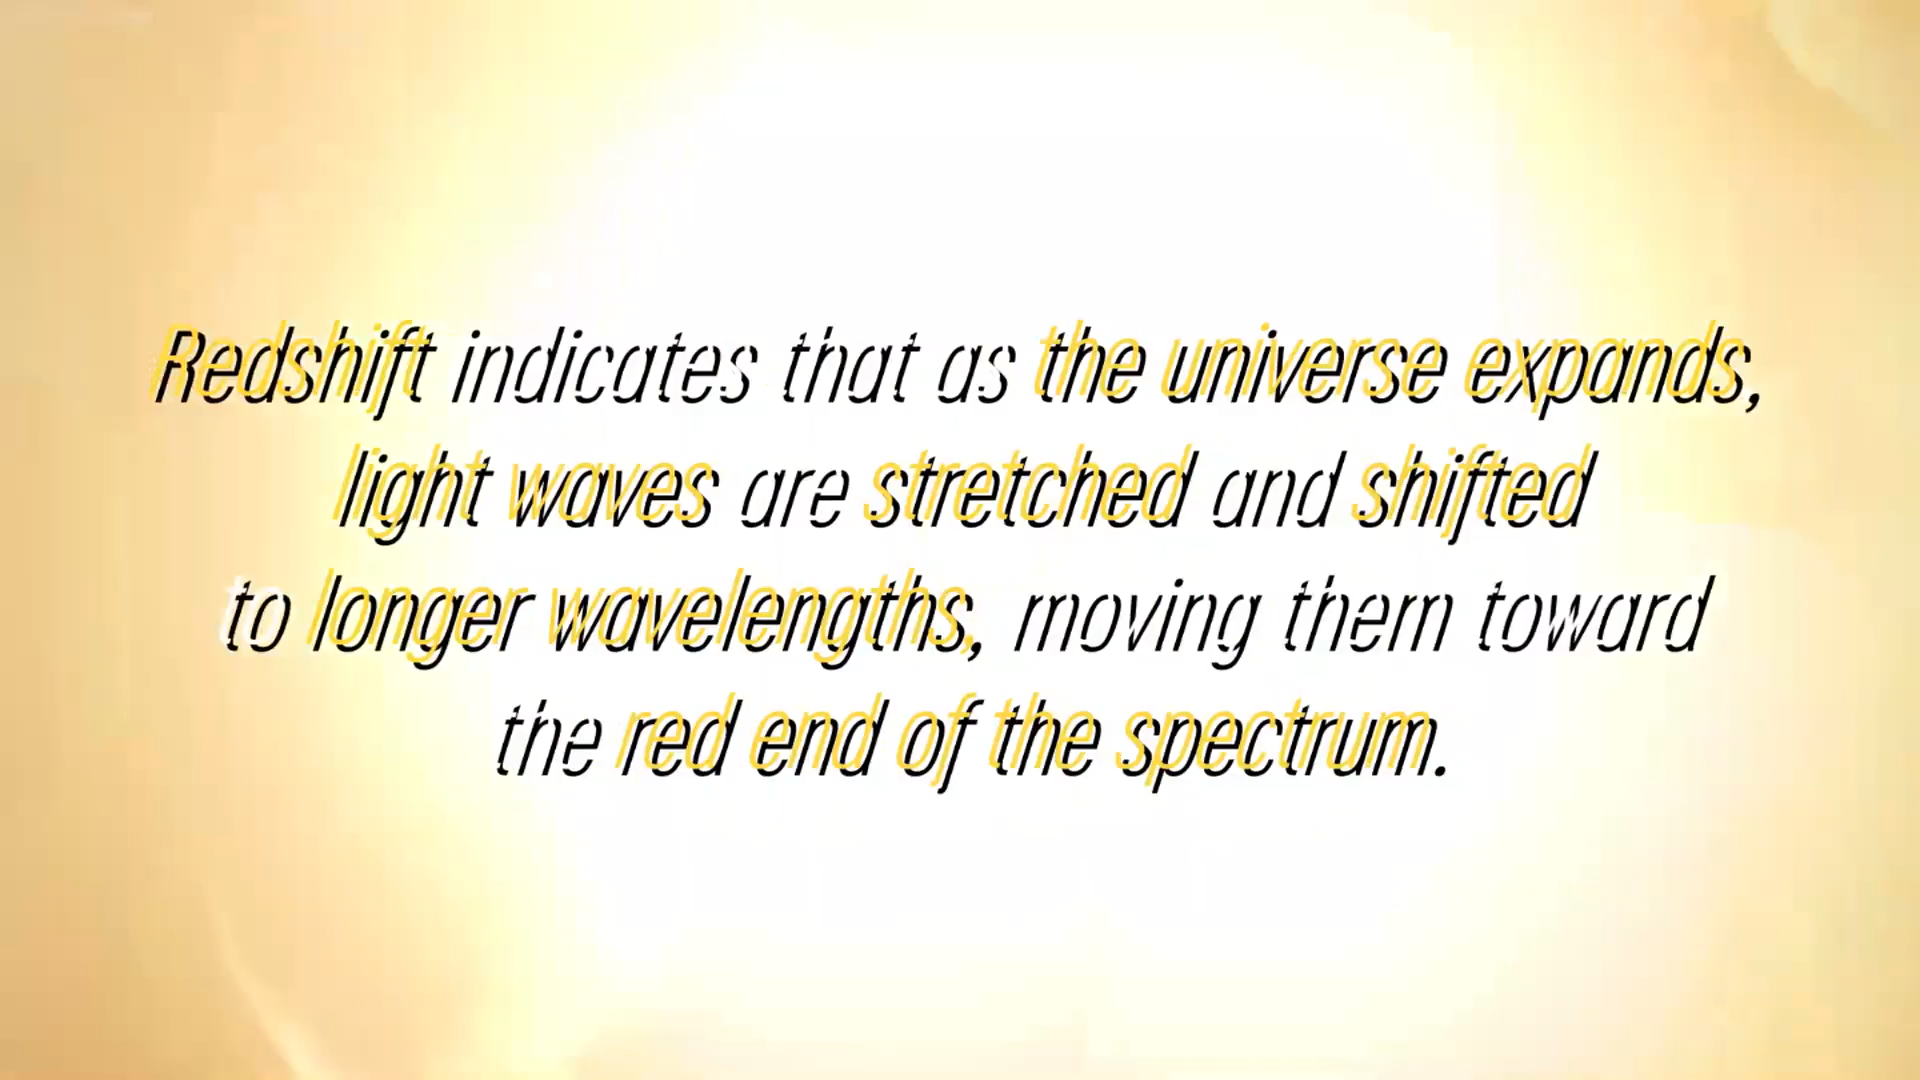 Redshift indicates that as the universe expands,
light waves are stretched and shifted
to longer wavelengths, moving them toward
the red end of the spectrum.